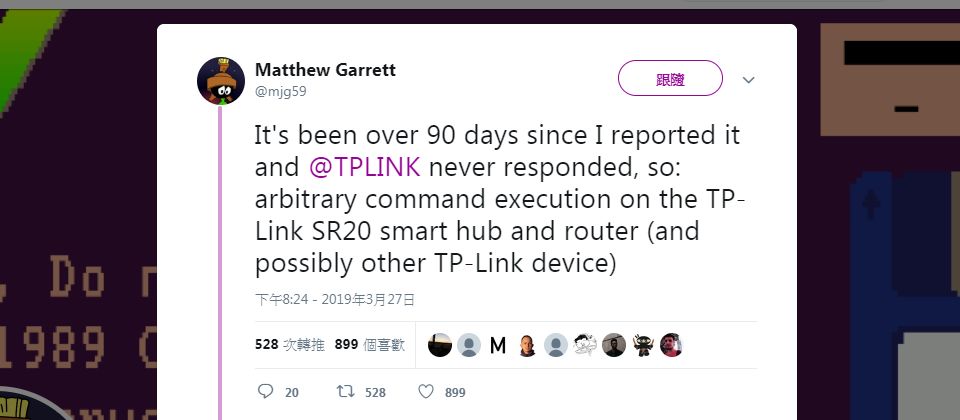 Matthew Garrett
@mjg59
跟隨
It's been over 90 days since I reported it
and @TPLINK never responded, so:
arbitrary command execution on the TP-
Link SR20 smart hub and router (and
possibly other TP-Link device)
下午8:24 - 2019年3月27日
528 次轉推 899 個喜歡
M
20 528 899
, Do
1989